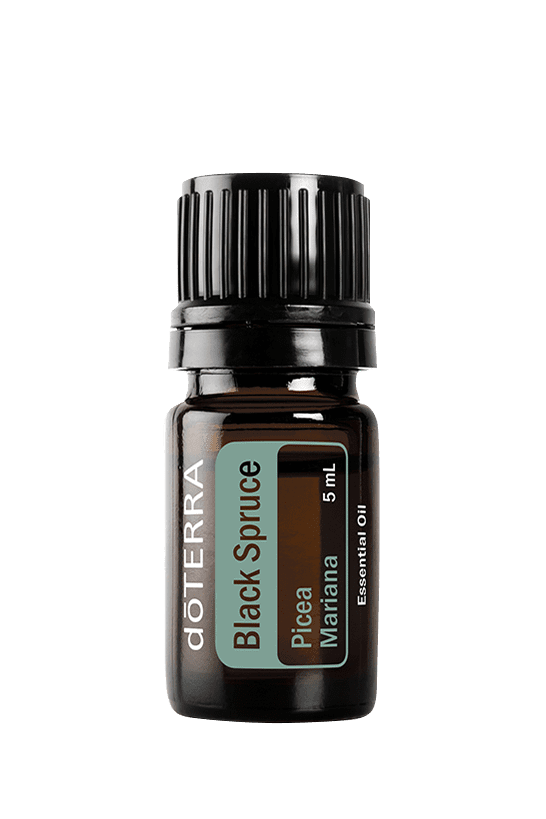 dōTERRA
Black Spruce
Picea
Mariana
5 mL
Essential Oil